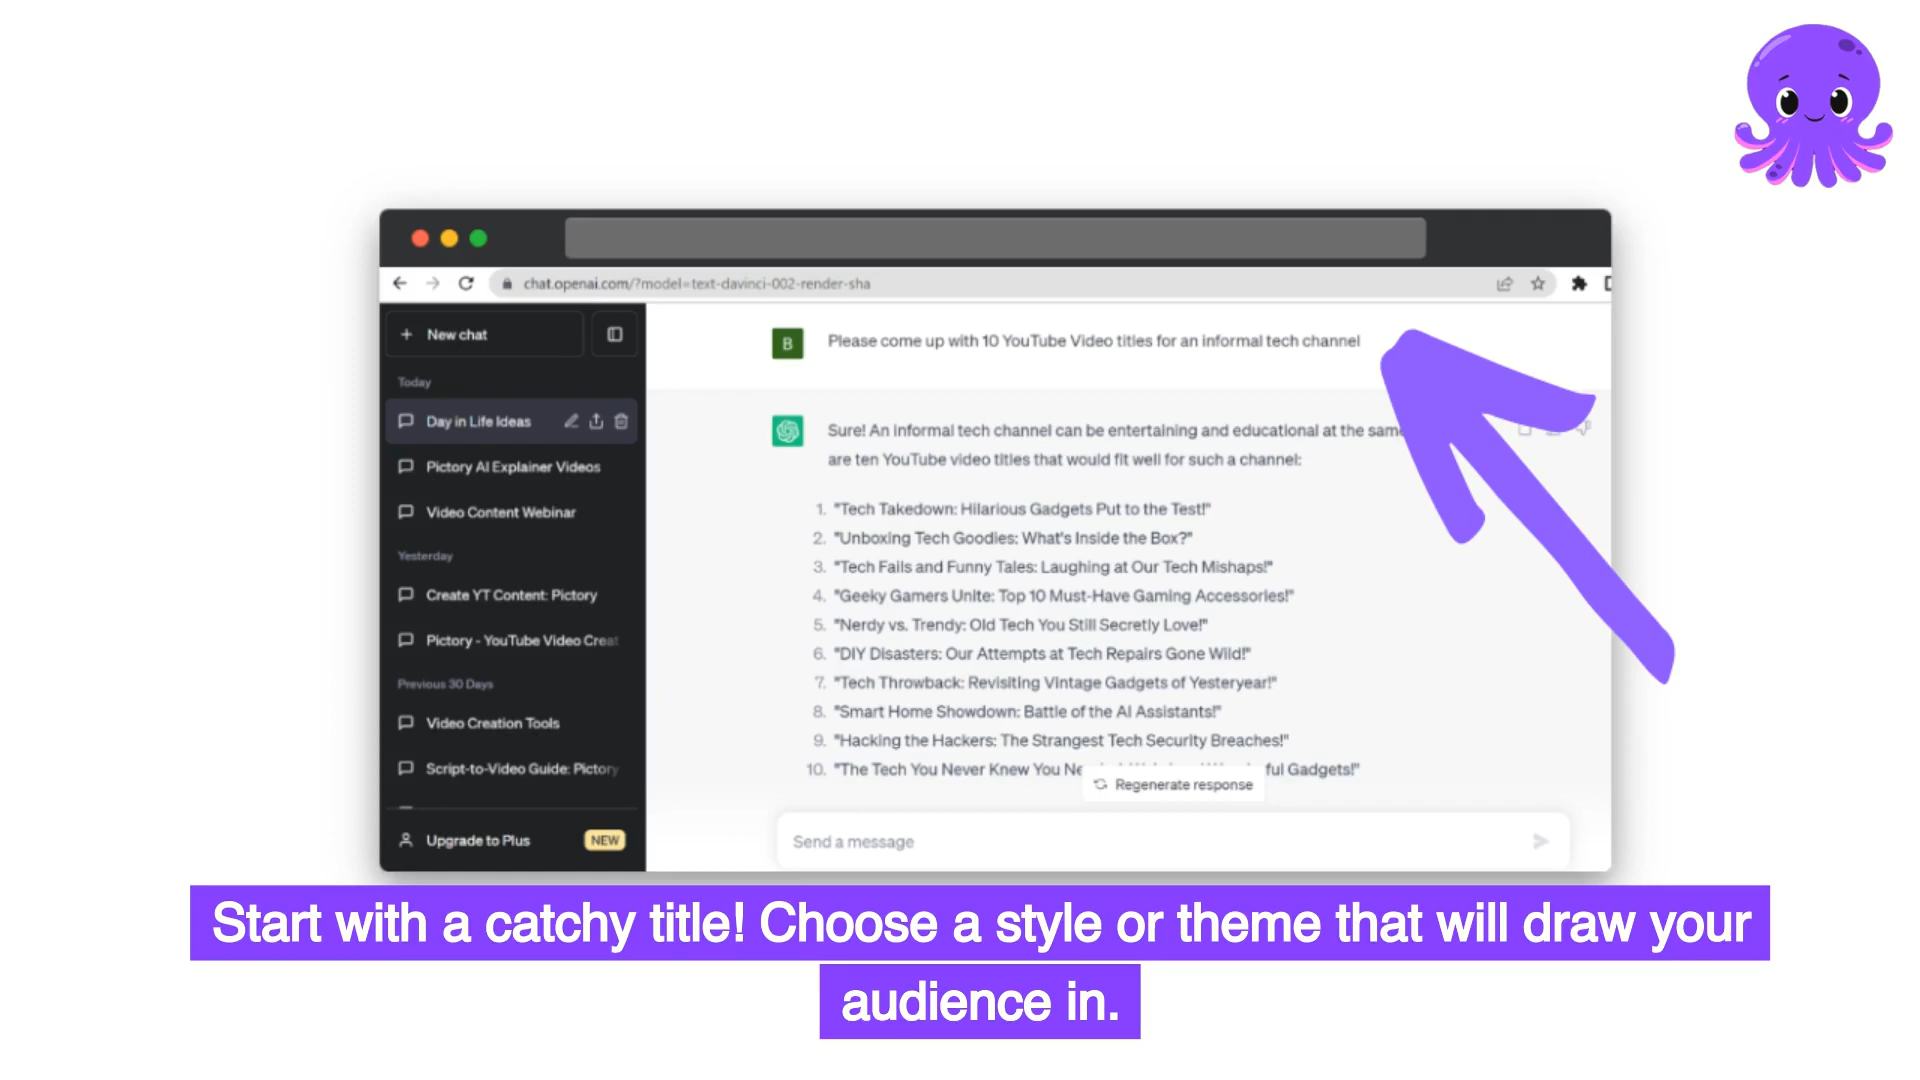 chat.openai.com/?model=text-davinci-002-render-sha
+ New chat
Today
Day in Life Ideas
Pictory AI Explainer Videos
Video Content Webinar
Yesterday
Create YT Content: Pictory
Pictory - YouTube Video Creat
Previous 30 Days
Video Creation Tools
Script-to-Video Guide: Pictory
Upgrade to Plus NEW
B Please come up with 10 YouTube Video titles for an informal tech channel
Sure! An informal tech channel can be entertaining and educational at the same
are ten YouTube video titles that would fit well for such a channel:
1. "Tech Takedown: Hilarious Gadgets Put to the Test!"
2. "Unboxing Tech Goodies: What's Inside the Box?"
3. "Tech Fails and Funny Tales: Laughing at Our Tech Mishaps!"
4. "Geeky Gamers Unite: Top 10 Must-Have Gaming Accessories!"
5. "Nerdy vs. Trendy: Old Tech You Still Secretly Love!"
6. "DIY Disasters: Our Attempts at Tech Repairs Gone Wild!"
7. "Tech Throwback: Revisiting Vintage Gadgets of Yesteryear!"
8. "Smart Home Showdown: Battle of the AI Assistants!"
9. "Hacking the Hackers: The Strangest Tech Security Breaches!"
10. "The Tech You Never Knew You Gadgets!"
Regenerate response
Send a message
Start with a catchy title! Choose a style or theme that will draw your
audience in.